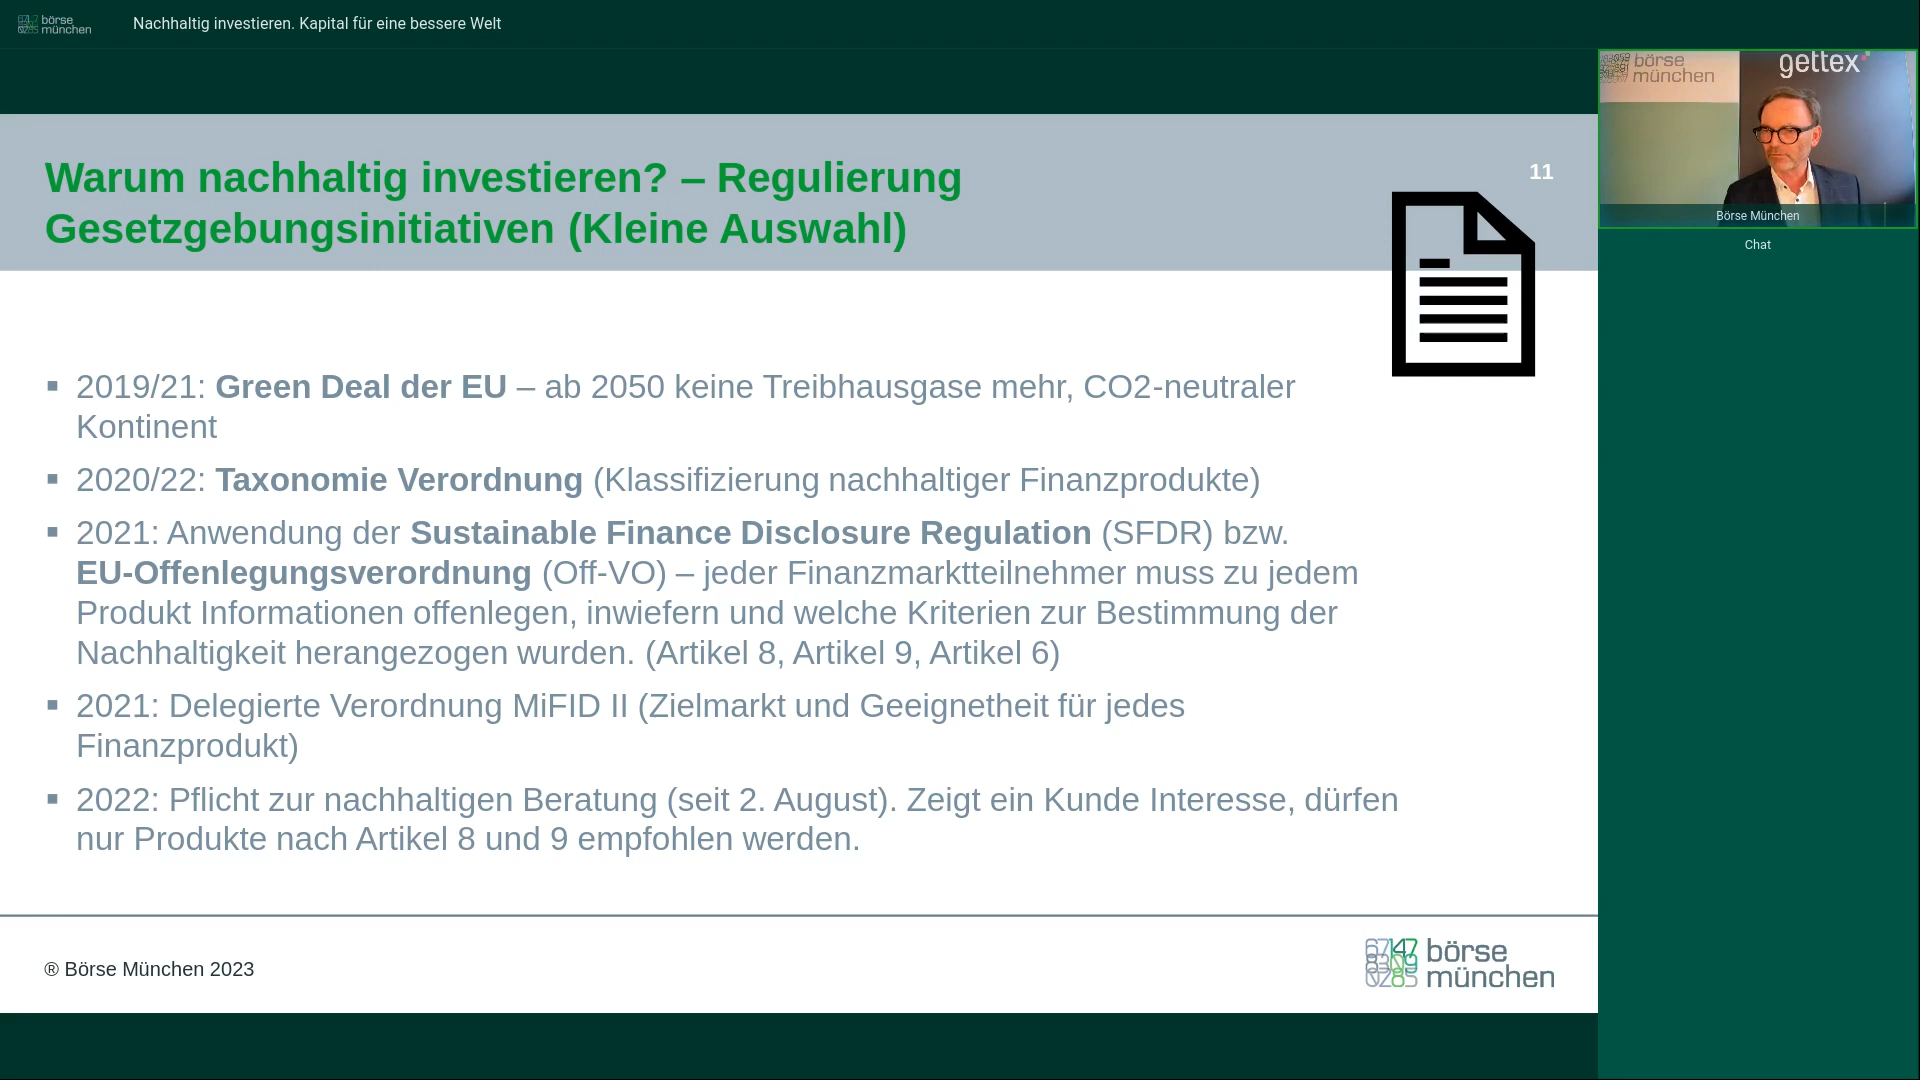 börse
münchen
Nachhaltig investieren. Kapital für eine bessere Welt
Warum nachhaltig investieren? – Regulierung
Gesetzgebungsinitiativen (Kleine Auswahl)
11
▪ 2019/21: Green Deal der EU – ab 2050 keine Treibhausgase mehr, CO2-neutraler
Kontinent
▪ 2020/22: Taxonomie Verordnung (Klassifizierung nachhaltiger Finanzprodukte)
▪ 2021: Anwendung der Sustainable Finance Disclosure Regulation (SFDR) bzw.
EU-Offenlegungsverordnung (Off-VO) – jeder Finanzmarktteilnehmer muss zu jedem
Produkt Informationen offenlegen, inwiefern und welche Kriterien zur Bestimmung der
Nachhaltigkeit herangezogen wurden. (Artikel 8, Artikel 9, Artikel 6)
▪ 2021: Delegierte Verordnung MiFID II (Zielmarkt und Geeignetheit für jedes
Finanzprodukt)
▪ 2022: Pflicht zur nachhaltigen Beratung (seit 2. August). Zeigt ein Kunde Interesse, dürfen
nur Produkte nach Artikel 8 und 9 empfohlen werden.
® Börse München 2023
börse
münchen
börse
münchen
gettex
Börse München
Chat